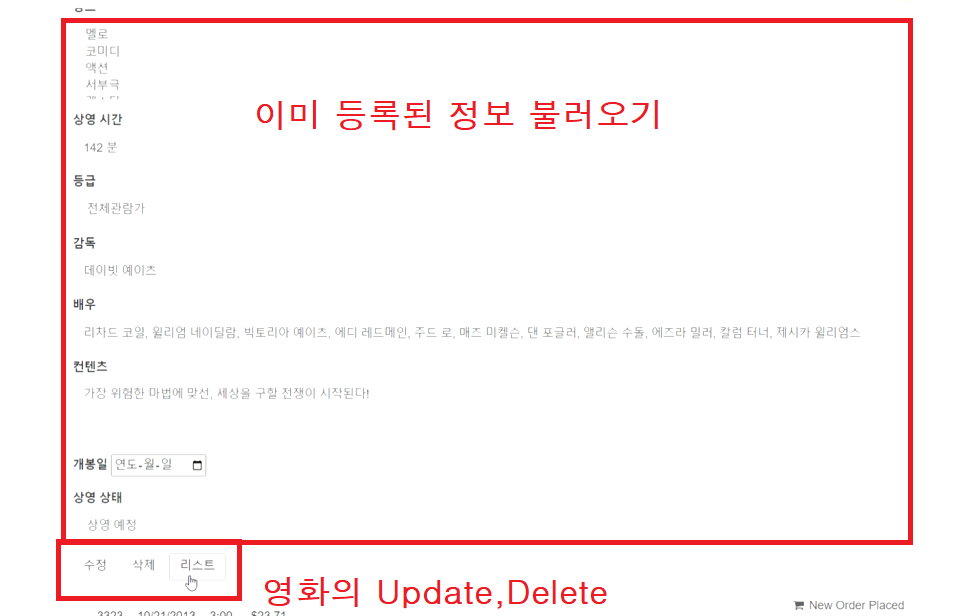 멜로
코미디
액션
서부극
이미 등록된 정보 불러오기
상영 시간
142 분
등급
전체관람가
감독
데이빗 예이츠
배우
리차드 코일, 윌리엄 네이딜람, 빅토리아 예이츠, 에디 레드메인, 주드 로, 매즈 미켈슨, 댄 포글러, 앨리슨 수돌, 에즈라 밀러, 칼럼 터너, 제시카 윌리엄스
컨텐츠
가장 위험한 마법에 맞선, 세상을 구할 전쟁이 시작된다!
개봉일 연도-월-일
상영 상태
상영 예정
수정 삭제 리스트
영화의 Update,Delete
3323 10/21/2013 3:00 $23.71
New Order Placed